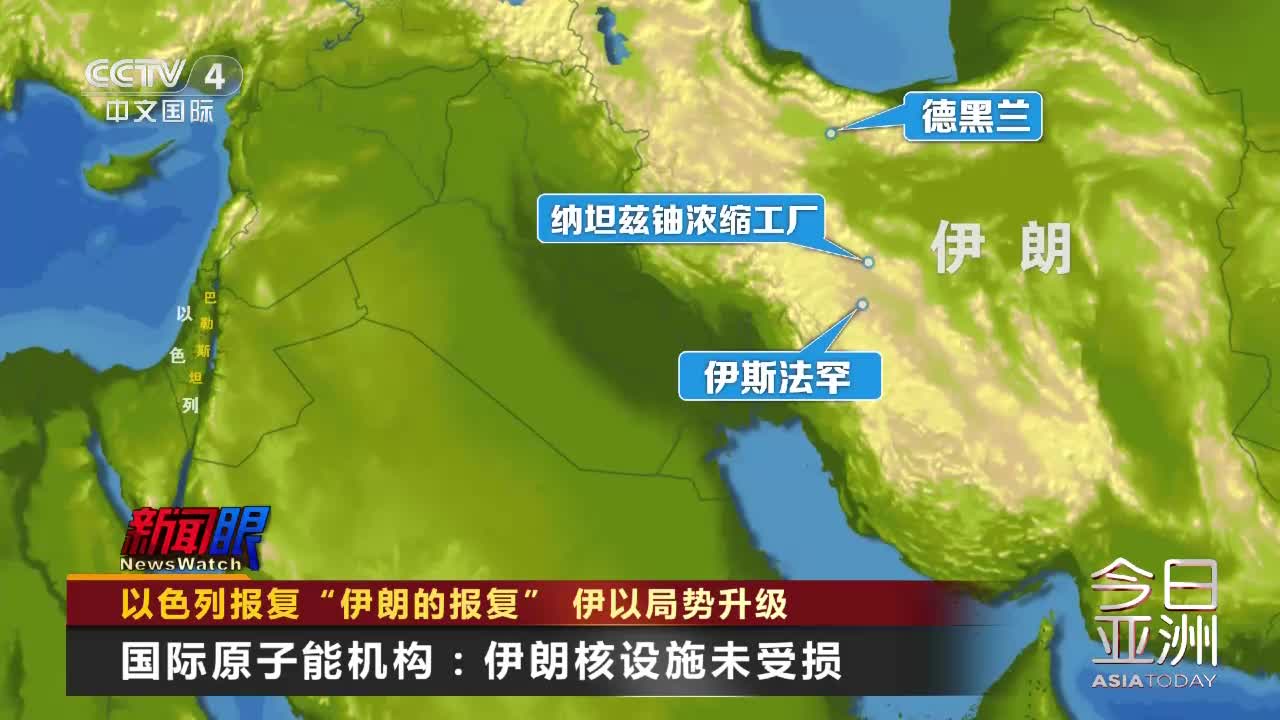 CCTV 4
中文国际
德黑兰
纳坦兹铀浓缩工厂
伊朗
伊斯法罕
以色列
巴勒斯坦
新闻眼
NewsWatch
以色列报复“伊朗的报复” 伊以局势升级
国际原子能机构：伊朗核设施未受损
今日
亚洲
ASIA TODAY